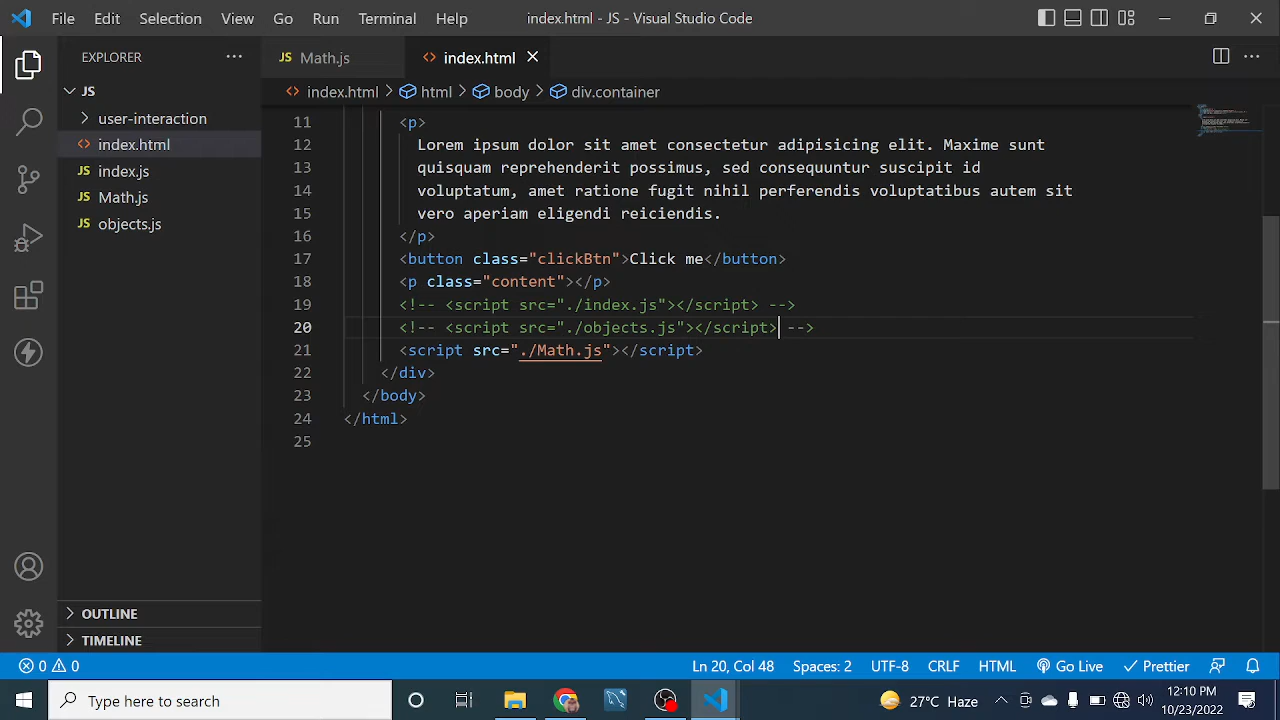 File Edit Selection View Go Run Terminal Help index.html - JS - Visual Studio Code
EXPLORER
JS Math.js
index.html
JS
index.html > html > body > div.container
user-interaction
index.html
JS index.js
JS Math.js
JS objects.js
11 <p>
12 Lorem ipsum dolor sit amet consectetur adipisicing elit. Maxime sunt
13 quisquam reprehenderit possimus, sed consequuntur suscipit id
14 voluptatum, amet ratione fugit nihil perferendis voluptatibus autem sit
15 vero aperiam eligendi reiciendis.
16 </p>
17 <button class="clickBtn">Click me</button>
18 <p class="content"></p>
19 <!-- <script src="./index.js"></script> -->
20 <!-- <script src="./objects.js"></script> -->
21 <script src="./Math.js"></script>
22 </div>
23 </body>
24 </html>
25
OUTLINE
TIMELINE
0 0 Ln 20, Col 48 Spaces: 2 UTF-8 CRLF HTML Go Live Prettier
Type here to search
27°C Haze
12:10 PM
10/23/2022